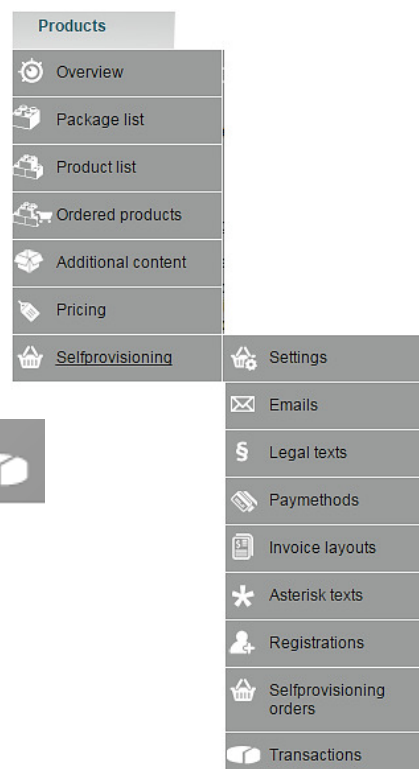 Products
Overview
Package list
Product list
Ordered products
Additional content
Pricing
Selfprovisioning
Settings
Emails
Legal texts
Paymethods
Invoice layouts
Asterisk texts
Registrations
Selfprovisioning
orders
Transactions